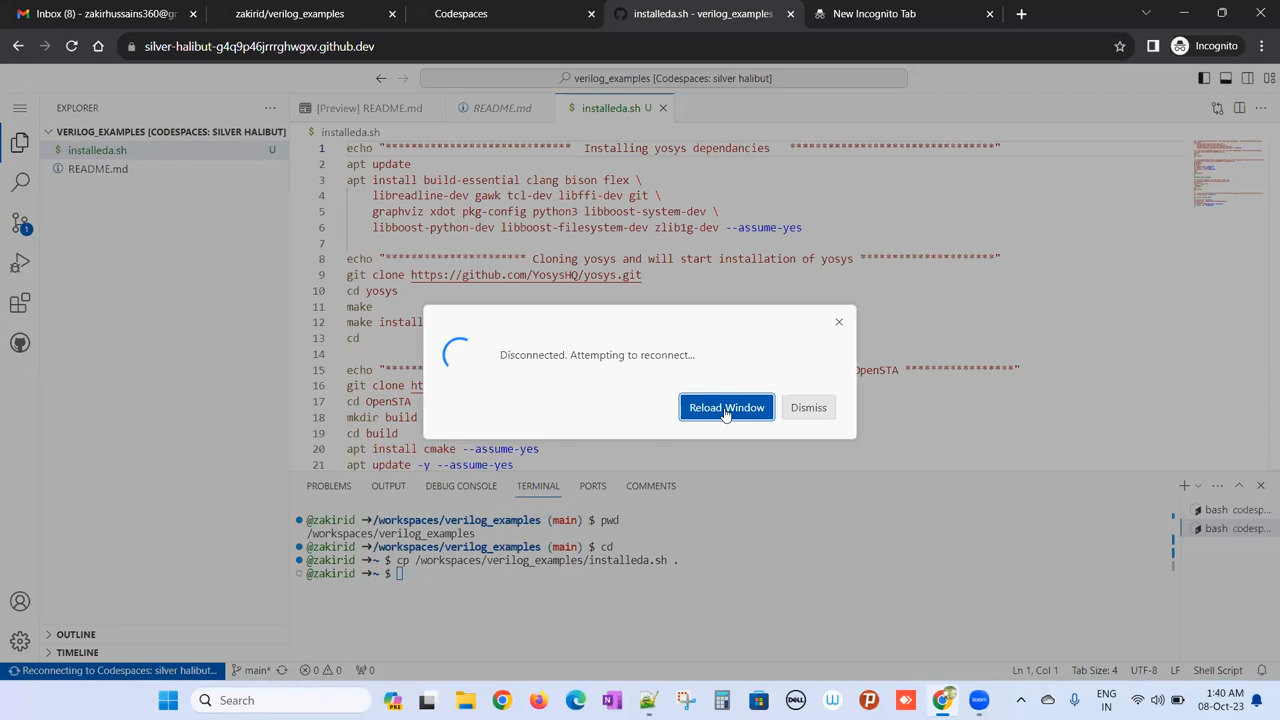 Inbox (8) - zakirhussains360@gr
zakirid/verilog_examples
Codespaces
installeda.sh - verilog_examples
New Incognito Tab
silver-halibut-g4q9p46jrrrghwgxv.github.dev
Incognito
verilog_examples [Codespaces: silver halibut]
EXPLORER
[Preview] README.md
README.md
installeda.sh U
VERILOG_EXAMPLES [CODESPACES: SILVER HALIBUT]
$ installeda.sh U
README.md
installeda.sh
1 echo "***************************** Installing yosys dependancies ********************************"
2 apt update
3 apt install build-essential clang bison flex \
4 libreadline-dev gawk tcl-dev libffi-dev git \
5 graphviz xdot pkg-config python3 libboost-system-dev \
6 libboost-python-dev libboost-filesystem-dev zlib1g-dev --assume-yes
7
8 echo "********************** Cloning yosys and will start installation of yosys *********************"
9 git clone https://github.com/YosysHQ/yosys.git
10 cd yosys
11 make
12 make install
13 cd
14
15 echo "** OpenSTA *****************"
16 git clone ht
17 cd OpenSTA
18 mkdir build
19 cd build
20 apt install cmake --assume-yes
21 apt update -y --assume-yes
Disconnected. Attempting to reconnect...
Reload Window
Dismiss
PROBLEMS
OUTPUT
DEBUG CONSOLE
TERMINAL
PORTS
COMMENTS
@zakirid ➜/workspaces/verilog_examples (main) $ pwd
/workspaces/verilog_examples
@zakirid ➜/workspaces/verilog_examples (main) $ cd
@zakirid ➜~ $ cp /workspaces/verilog_examples/installeda.sh .
@zakirid ➜~ $
bash codesp...
bash codesp...
OUTLINE
TIMELINE
Reconnecting to Codespaces: silver halibut...
main*
0 0
0
Ln 1, Col 1
Tab Size: 4
UTF-8
LF
Shell Script
Search
ENG
IN
1:40 AM
08-Oct-23